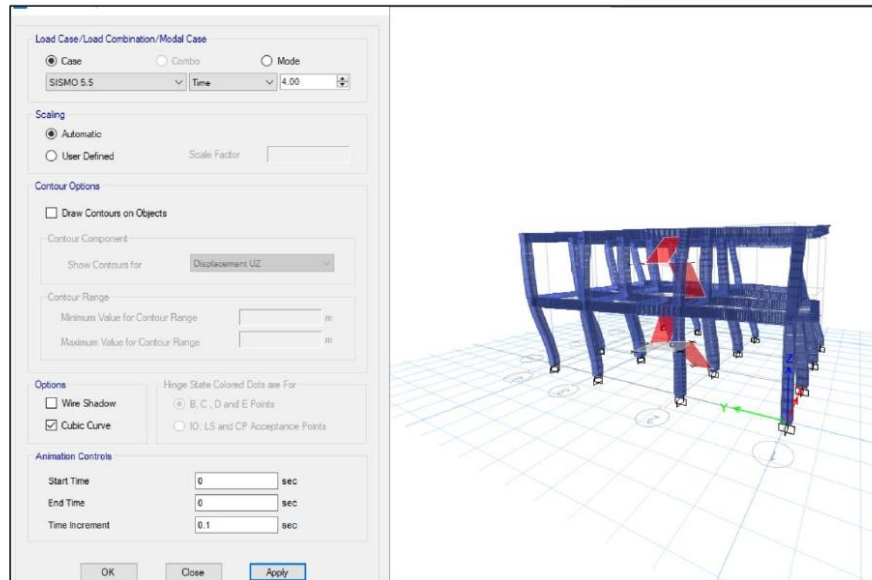 Load Case/Load Combination/Modal Case
Case Combo Mode
SISMO 5.5 Time 4.00
Scaling
Automatic
User Defined Scale Factor
Contour Options
Draw Contours on Objects
Contour Component
Show Contours for Displacement UZ
Contour Range
Minimum Value for Contour Range m
Maximum Value for Contour Range m
Options Hinge State Colored Dots are For
Wire Shadow B, C , D and E Points
Cubic Curve IO, LS and CP Acceptance Points
Animation Controls
Start Time 0 sec
End Time 0 sec
Time Increment 0.1 sec
OK Close Apply
Z
Y